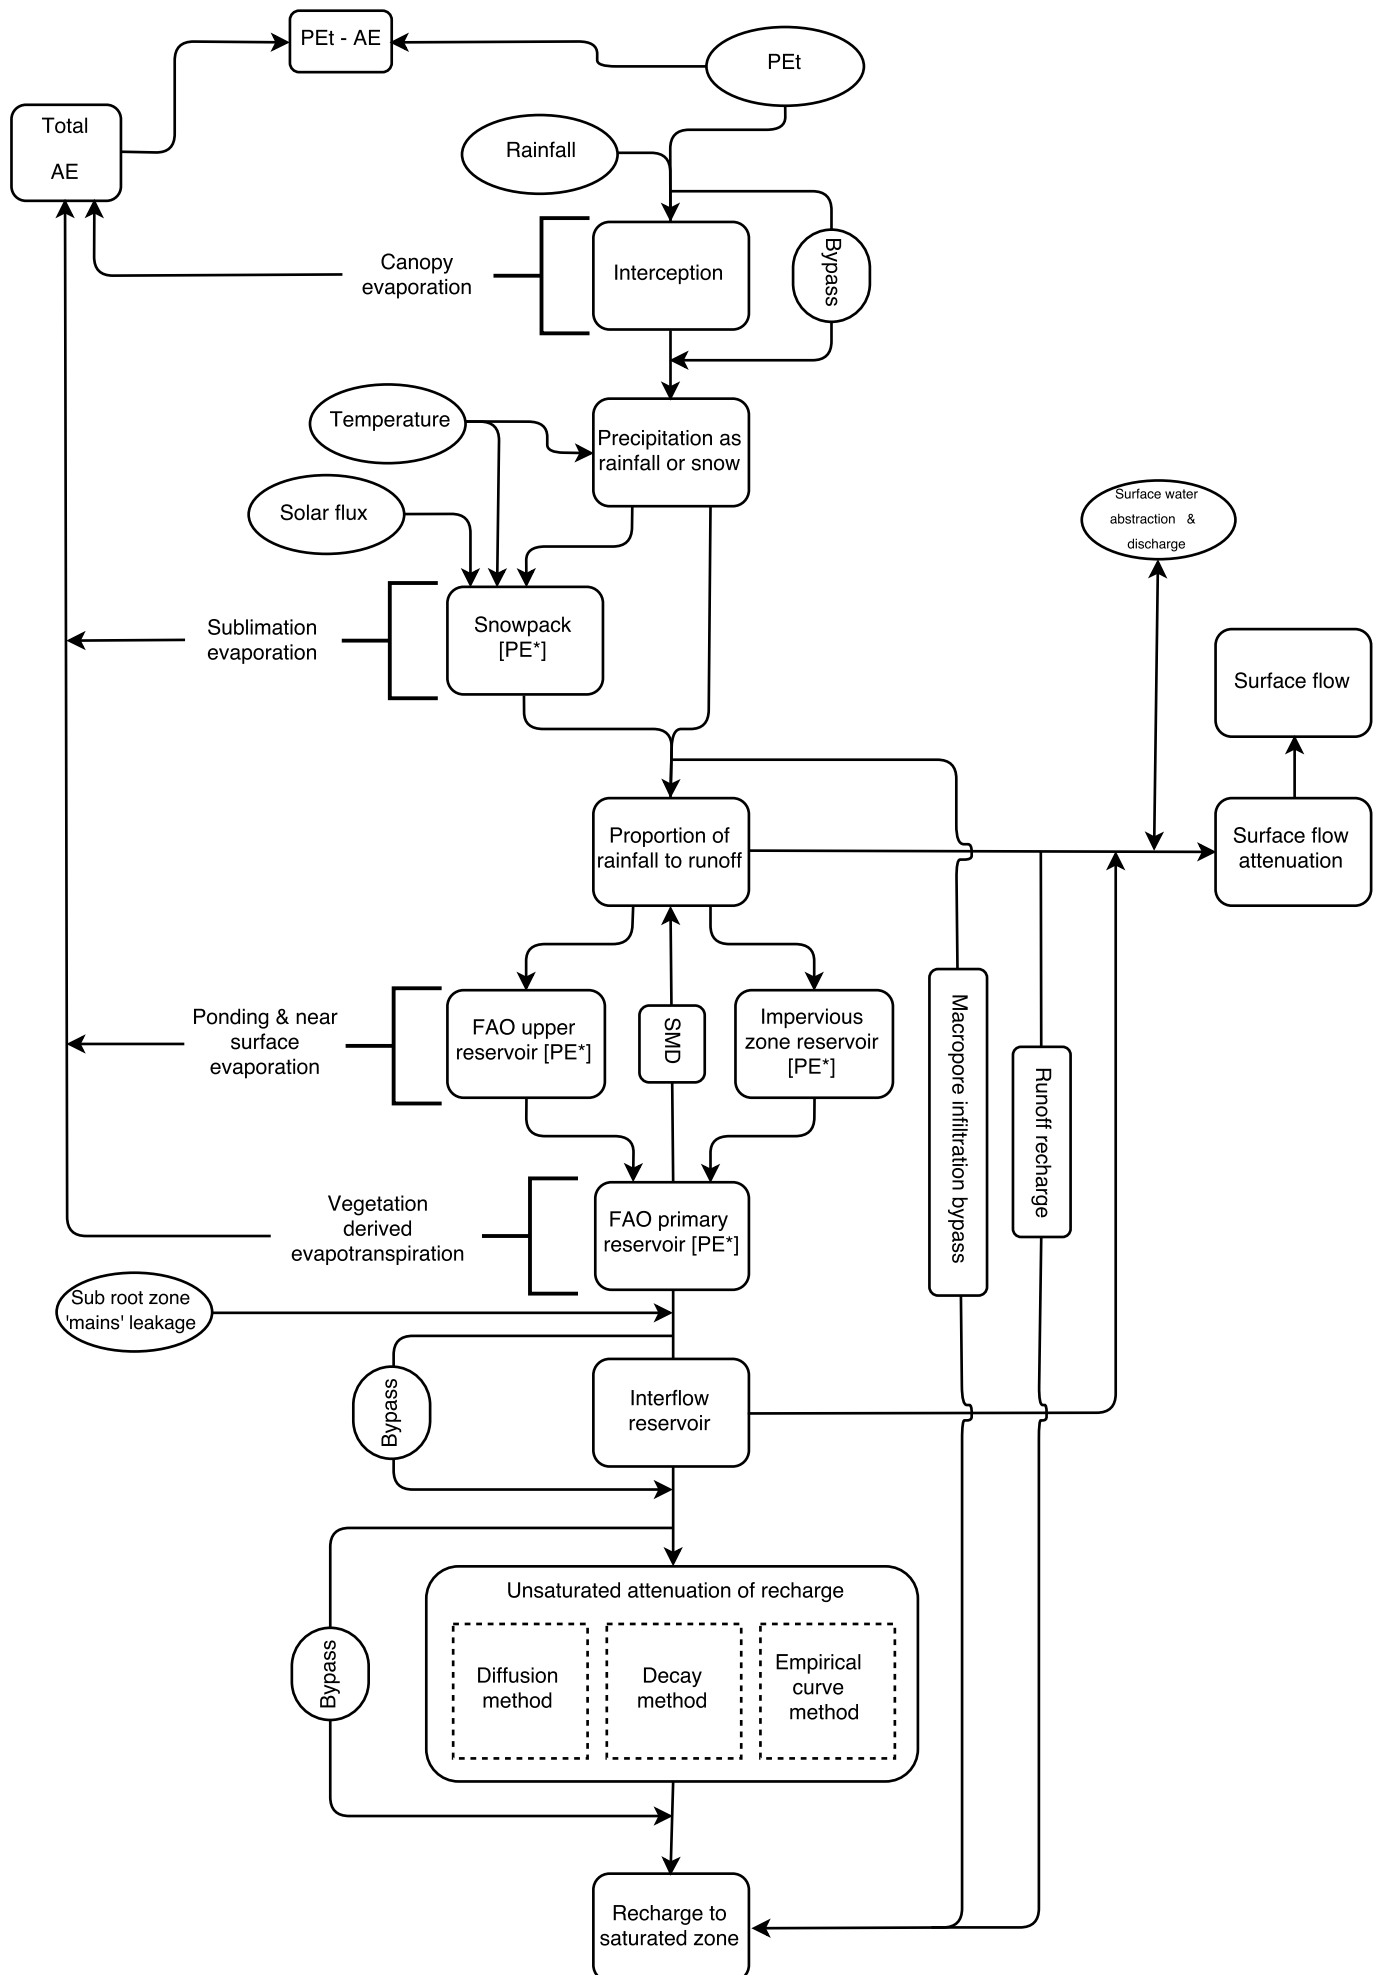 PEt - AE
PEt
Total
AE
Rainfall
Bypass
Canopy
evaporation
Interception
Temperature
Precipitation as
rainfall or snow
Solar flux
Surface water
abstraction &
discharge
Sublimation
evaporation
Snowpack
[PE*]
Surface flow
Proportion of
rainfall to runoff
Surface flow
attenuation
Ponding & near
surface
evaporation
FAO upper
reservoir [PE*]
SMD
Impervious
zone reservoir
[PE*]
Macropore infiltration bypass
Runoff recharge
Vegetation
derived
evapotranspiration
FAO primary
reservoir [PE*]
Sub root zone
'mains' leakage
Bypass
Interflow
reservoir
Unsaturated attenuation of recharge
Bypass
Diffusion
method
Decay
method
Empirical
curve
method
Recharge to
saturated zone